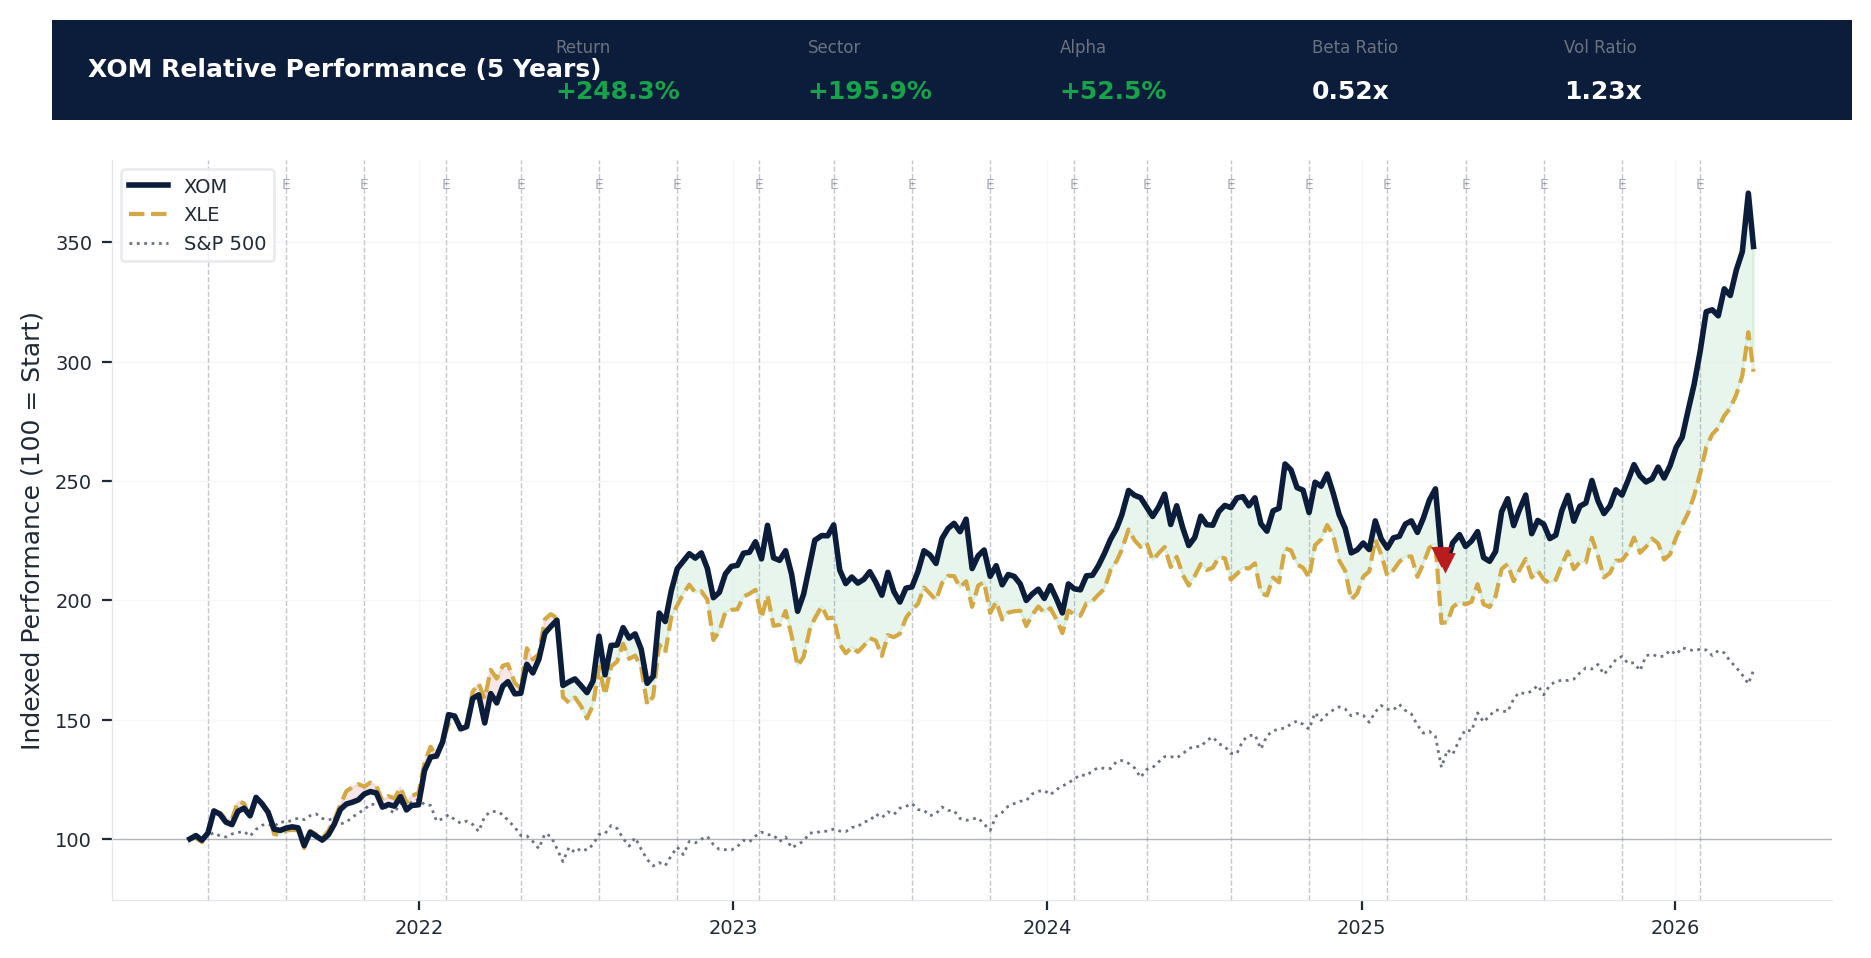 XOM Relative Performance (5 Years)
Return
+248.3%
Sector
+195.9%
Alpha
+52.5%
Beta Ratio
0.52x
Vol Ratio
1.23x
XOM
XLE
S&P 500
E E E E E E E E E E E E E E E E E E E
Indexed Performance (100 = Start)
350
300
250
200
150
100
2022
2023
2024
2025
2026